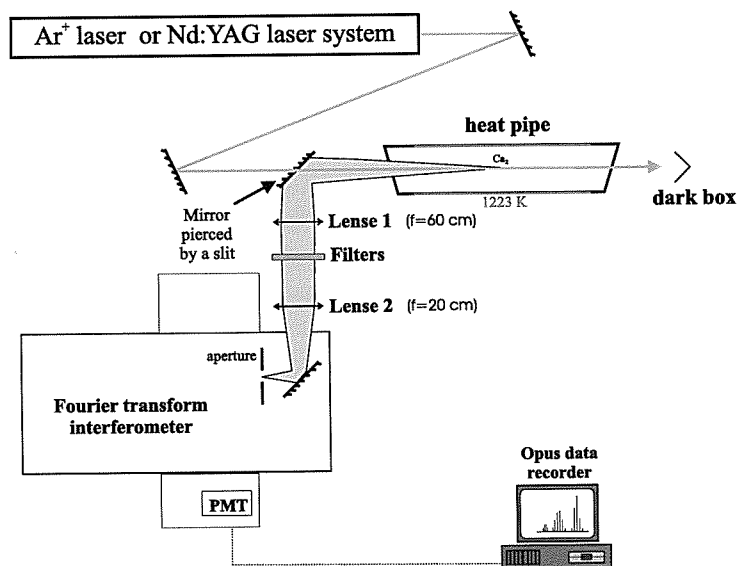 Ar+ laser or Nd:YAG laser system
heat pipe
Ca2
1223 K
dark box
Mirror
pierced
by a slit
Lense 1 (f=60 cm)
Filters
Lense 2 (f=20 cm)
aperture
Fourier transform
interferometer
PMT
Opus data
recorder